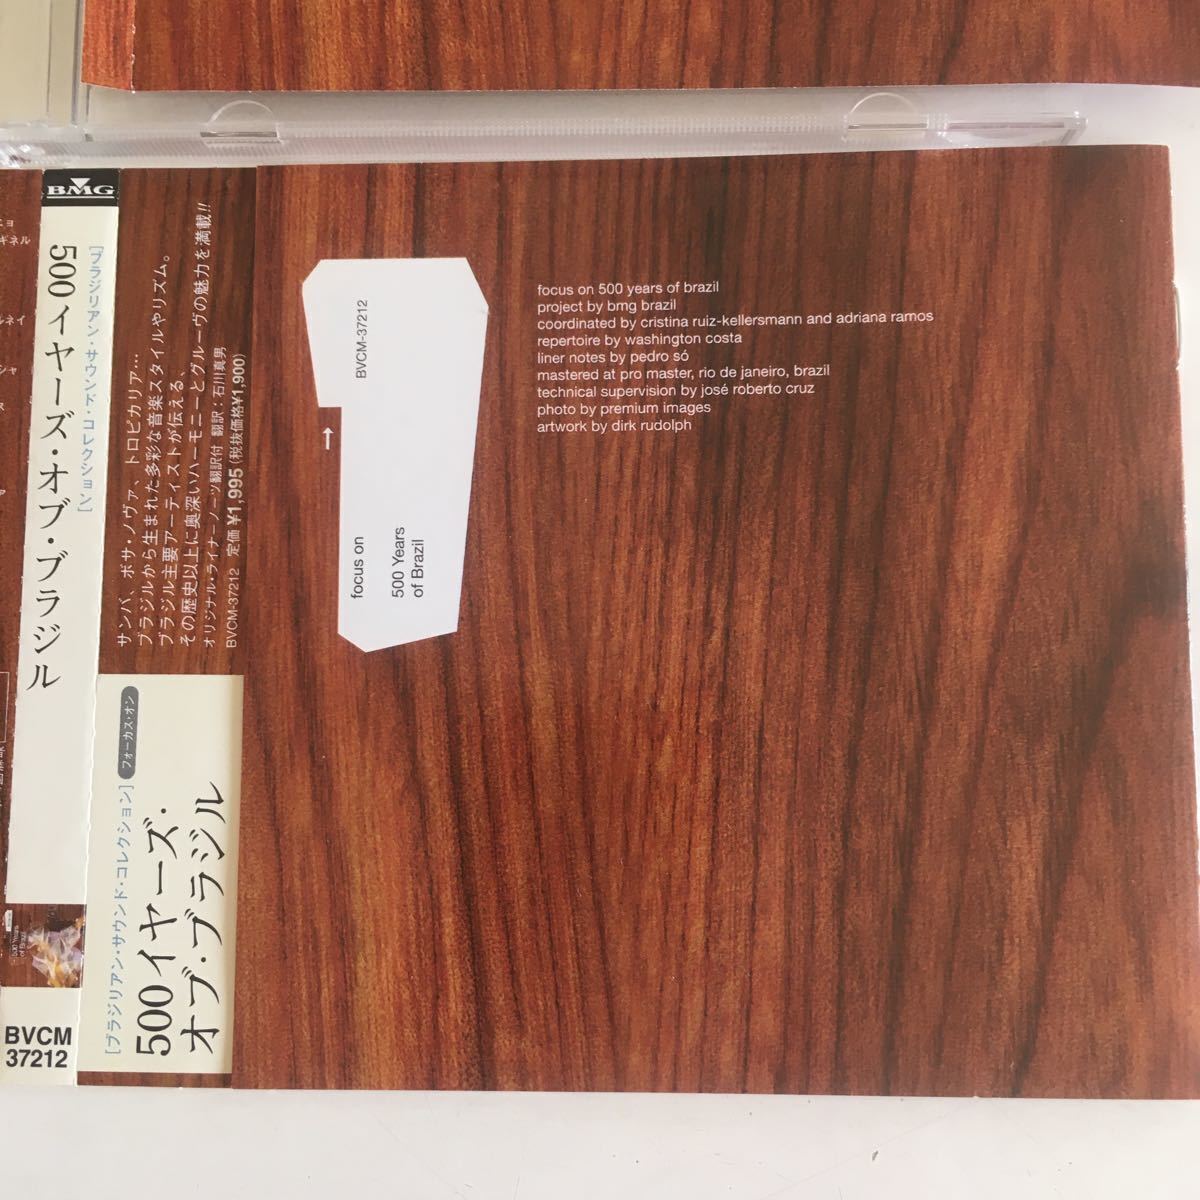 BMG
[ブラジリアン・サウンド・コレクション]
500イヤーズ・オブ・ブラジル
BVCM
37212
500 Years
of Brazil
サンバ、ボサ・ノヴァ、トロピカリア…
ブラジルから生まれた多彩な音楽スタイルやリズム。
ブラジル主要アーティストが伝える、
その歴史以上に奥深いハーモニーとグルーヴの魅力を満載!!
オリジナル・ライナーノーツ翻訳付 翻訳：石川真男
BVCM-37212 定価¥1,995(税抜価格¥1,900)
[ブラジリアン・サウンド・コレクション]
フォーカス・オン
500イヤーズ・
オブ・ブラジル
BVCM-37212
→
focus on
500 Years
of Brazil
focus on 500 years of brazil
project by bmg brazil
coordinated by cristina ruiz-kellersmann and adriana ramos
repertoire by washington costa
liner notes by pedro só
mastered at pro master, rio de janeiro, brazil
technical supervision by josé roberto cruz
photo by premium images
artwork by dirk rudolph